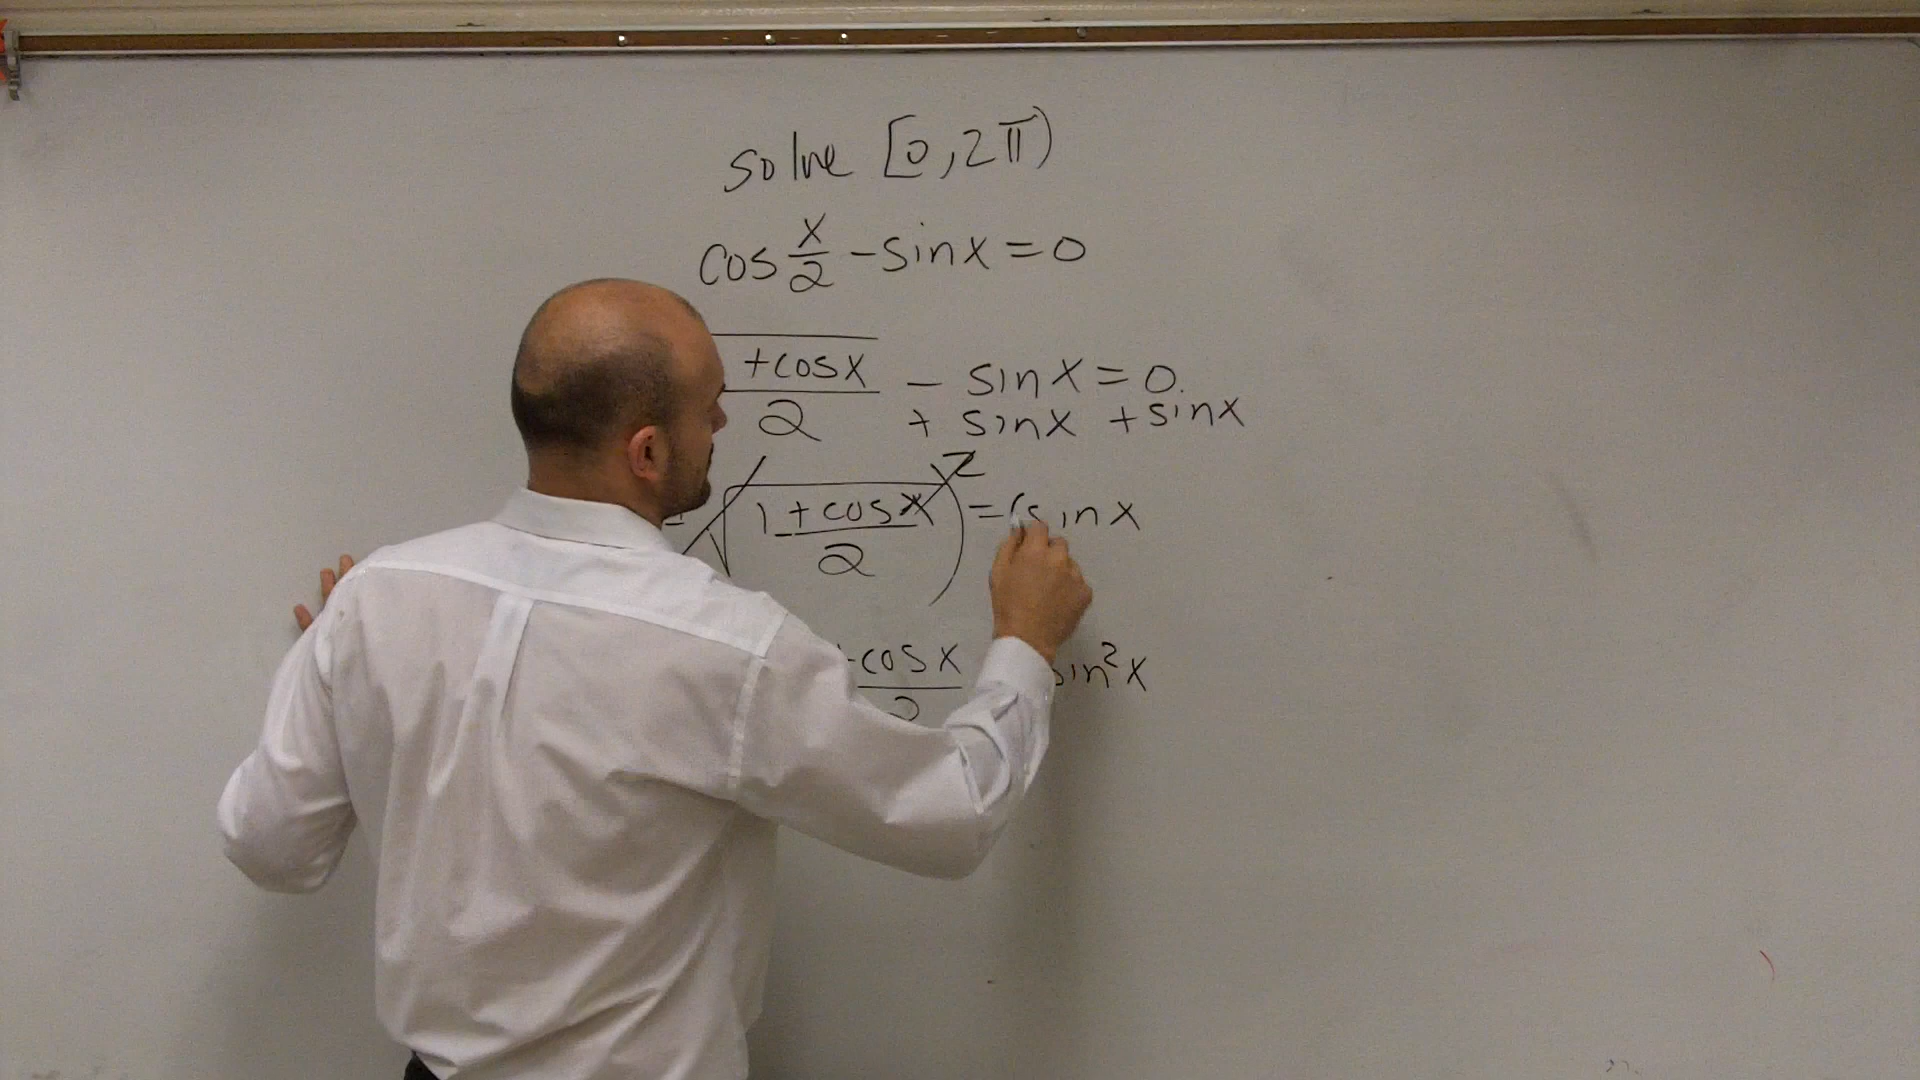 solve [0, 2π)
cos x/2 - sin x = 0
+cos x / 2 - sin x = 0
+ sin x + sin x
(√(1 + cos x / 2))² = (sin x
+cos x / 2 sin²x